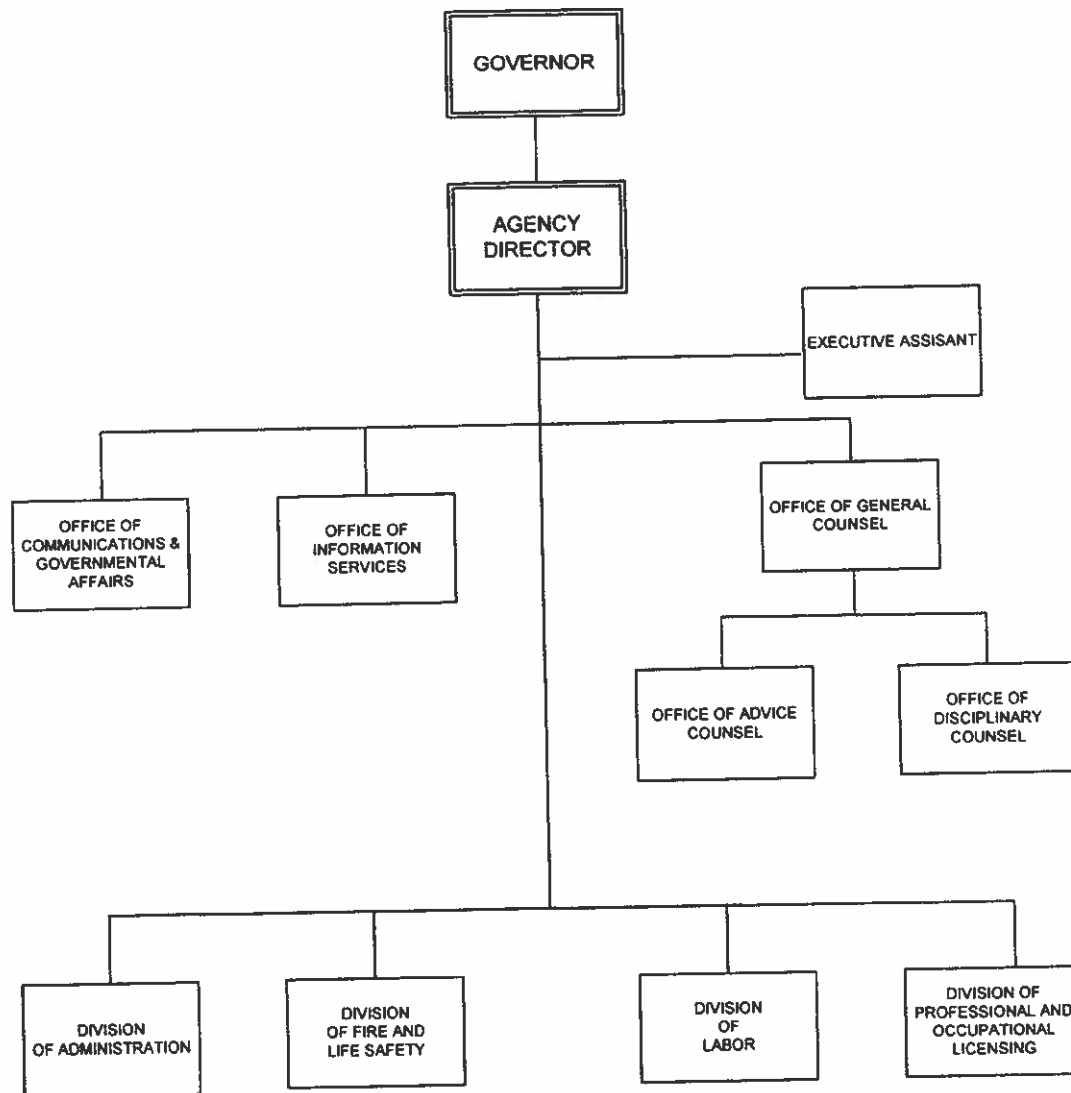 GOVERNOR
AGENCY
DIRECTOR
EXECUTIVE ASSISANT
OFFICE OF
COMMUNICATIONS &
GOVERNMENTAL
AFFAIRS
OFFICE OF
INFORMATION
SERVICES
OFFICE OF GENERAL
COUNSEL
OFFICE OF ADVICE
COUNSEL
OFFICE OF
DISCIPLINARY
COUNSEL
DIVISION
OF ADMINISTRATION
DIVISION
OF FIRE AND
LIFE SAFETY
DIVISION
OF
LABOR
DIVISION OF
PROFESSIONAL AND
OCCUPATIONAL
LICENSING